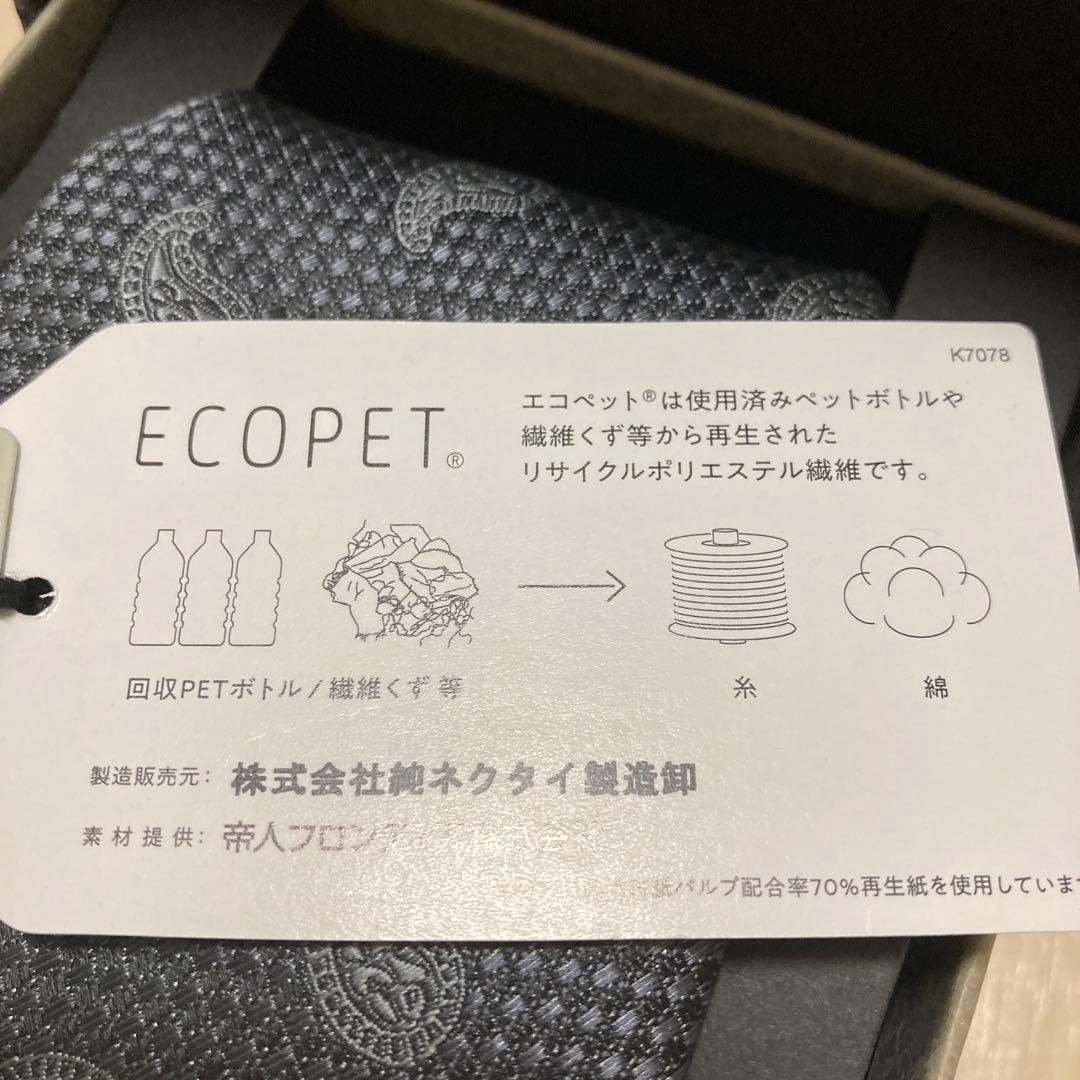 K7078
ECOPET®
エコペット®は使用済みペットボトルや
繊維くず等から再生された
リサイクルポリエステル繊維です。
回収PETボトル / 繊維くず 等
糸
綿
製造販売元: 株式会社純ネクタイ製造卸
素材提供: 帝人フロンティ
パルプ配合率70%再生紙を使用していま